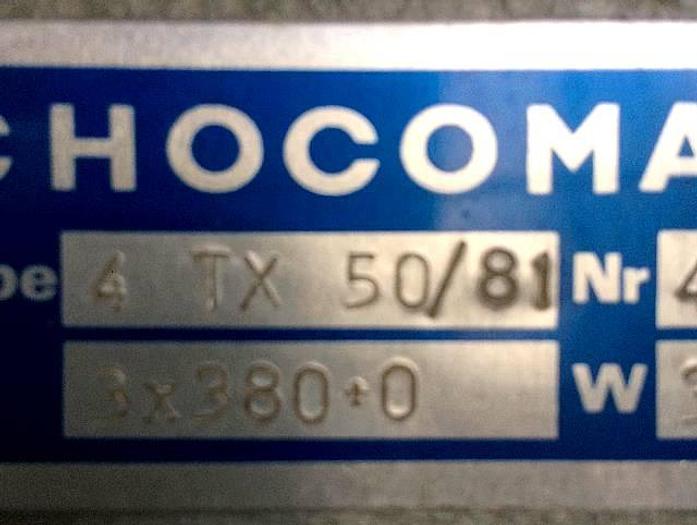 CHOCOMA
pe 4 TX 50/81 Nr 4
3x380+0 W